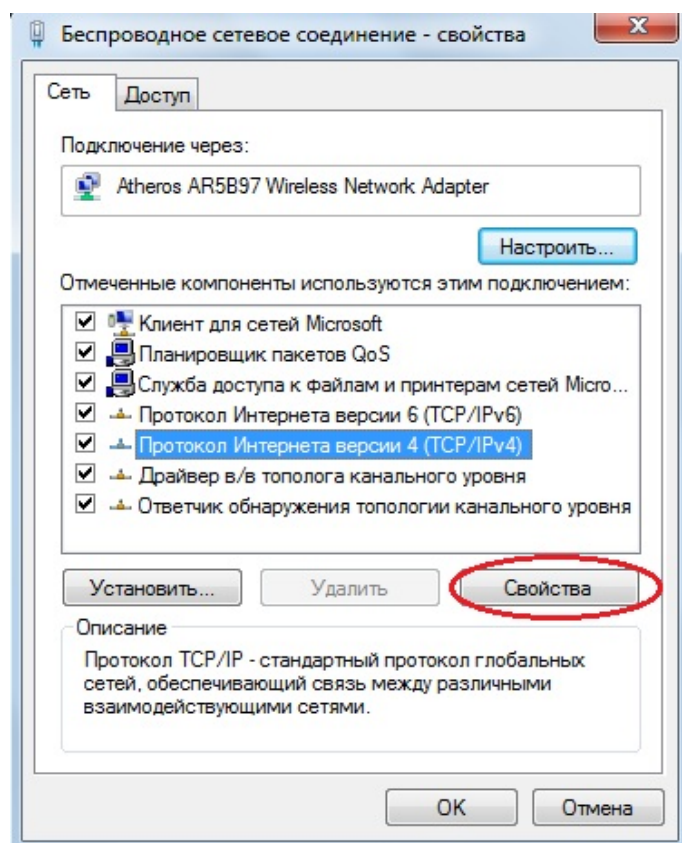 Беспроводное сетевое соединение - свойства
Сеть Доступ
Подключение через:
Atheros AR5B97 Wireless Network Adapter
Настроить...
Отмеченные компоненты используются этим подключением:
Клиент для сетей Microsoft
Планировщик пакетов QoS
Служба доступа к файлам и принтерам сетей Micro...
Протокол Интернета версии 6 (TCP/IPv6)
Протокол Интернета версии 4 (TCP/IPv4)
Драйвер в/в тополога канального уровня
Ответчик обнаружения топологии канального уровня
Установить... Удалить Свойства
Описание
Протокол TCP/IP - стандартный протокол глобальных
сетей, обеспечивающий связь между различными
взаимодействующими сетями.
ОК Отмена